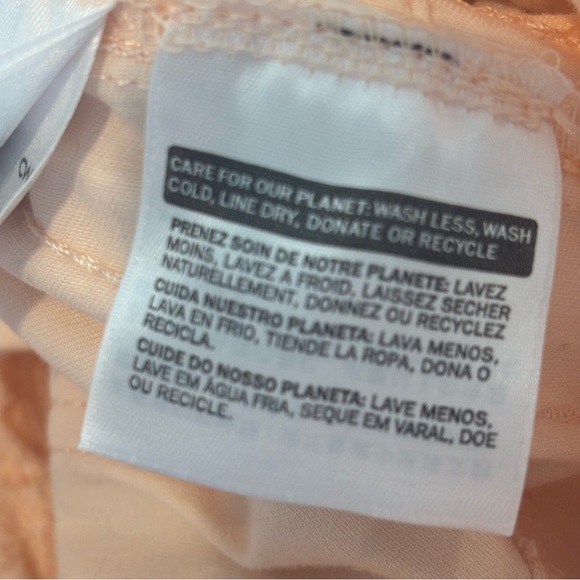 CARE FOR OUR PLANET: WASH LESS, WASH
COLD, LINE DRY, DONATE OR RECYCLE
PRENEZ SOIN DE NOTRE PLANETE: LAVEZ
MOINS, LAVEZ A FROID, LAISSEZ SECHER
NATURELLEMENT, DONNEZ OU RECYCLEZ
CUIDA NUESTRO PLANETA: LAVA MENOS,
LAVA EN FRIO, TIENDE LA ROPA, DONA O
RECICLA.
CUIDE DO NOSSO PLANETA: LAVE MENOS,
LAVE EM ÁGUA FRIA, SEQUE EM VARAL, DOE
OU RECICLE.